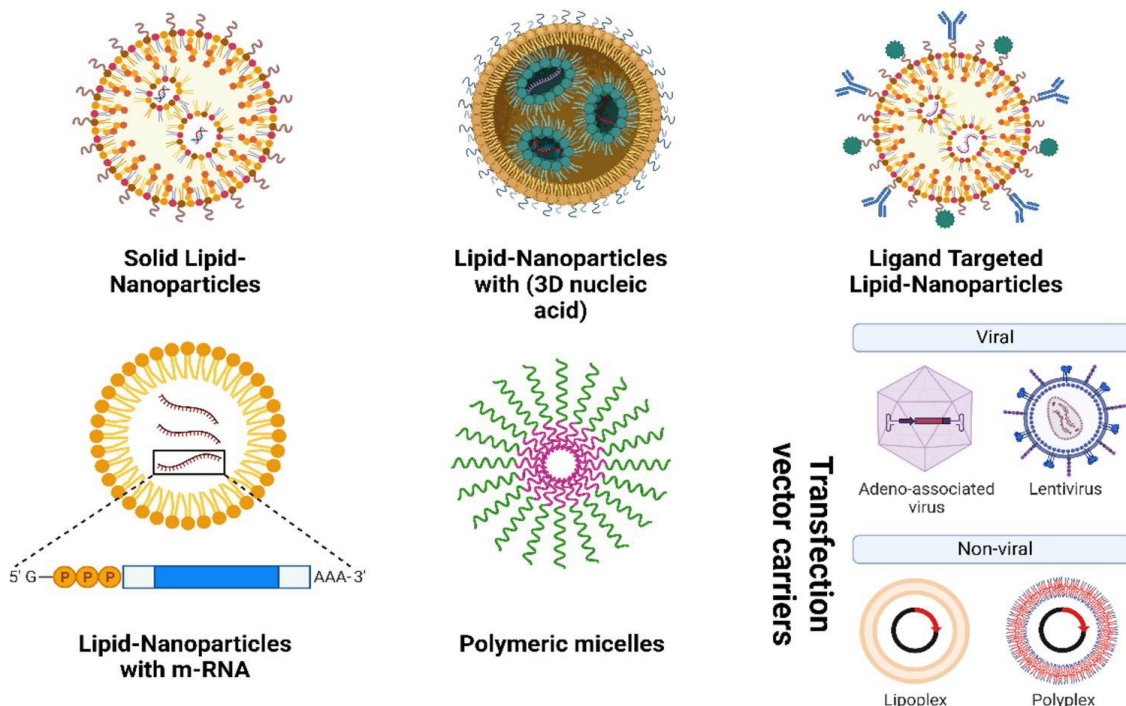 Solid Lipid-
Nanoparticles
Lipid-Nanoparticles
with (3D nucleic
acid)
Ligand Targeted
Lipid-Nanoparticles
5' G
P P P
AAA-3'
Lipid-Nanoparticles
with m-RNA
Polymeric micelles
Transfection
vector carriers
Viral
Adeno-associated
virus
Lentivirus
Non-viral
Lipoplex
Polyplex